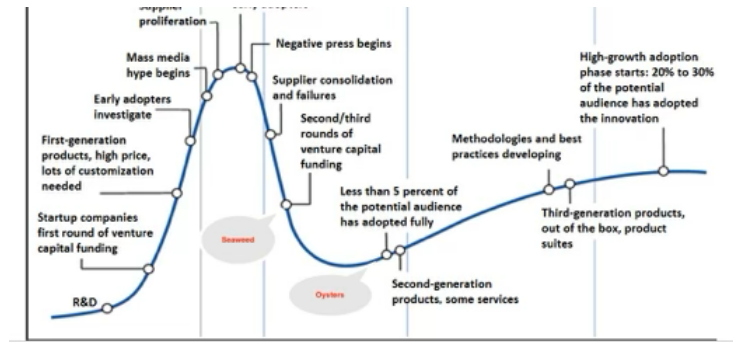 proliferation
Negative press begins
Mass media
hype begins
Supplier consolidation
and failures
Early adopters
investigate
High-growth adoption
phase starts: 20% to 30%
of the potential
audience has adopted
the innovation
Second/third
rounds of
venture capital
funding
First-generation
products, high price,
lots of customization
needed
Methodologies and best
practices developing
Less than 5 percent of
the potential audience
has adopted fully
Startup companies
first round of venture
capital funding
Third-generation products,
out of the box, product
suites
Seaweed
Oysters
Second-generation
products, some services
R&D